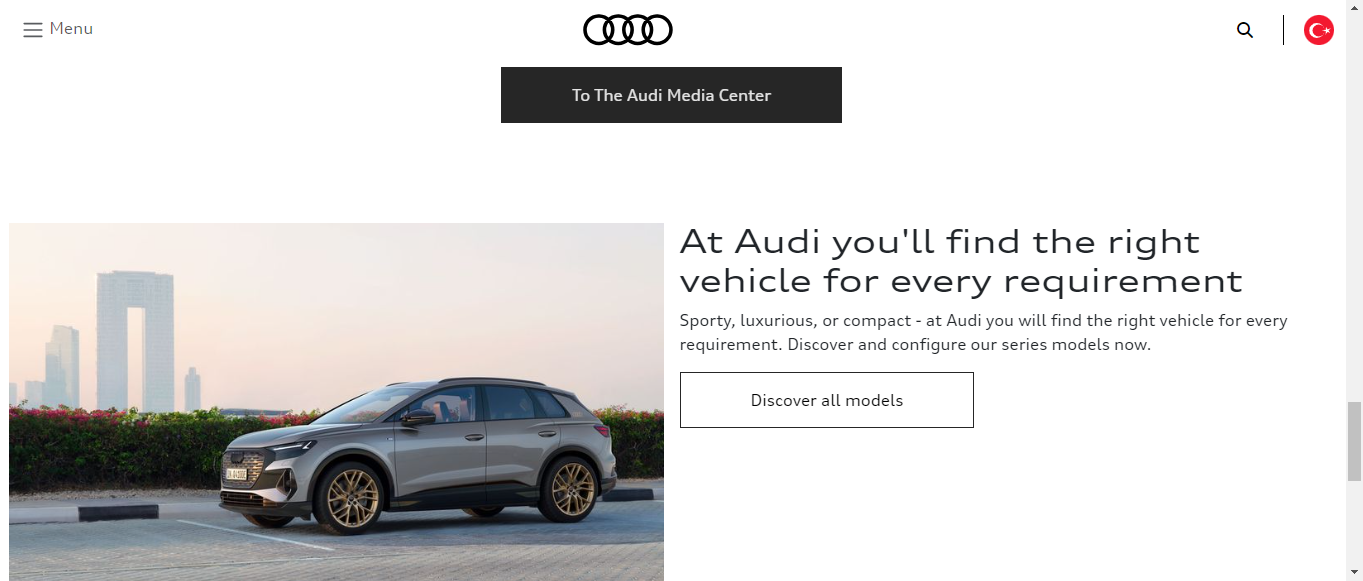 Menu
To The Audi Media Center
At Audi you'll find the right
vehicle for every requirement
Sporty, luxurious, or compact - at Audi you will find the right vehicle for every
requirement. Discover and configure our series models now.
Discover all models